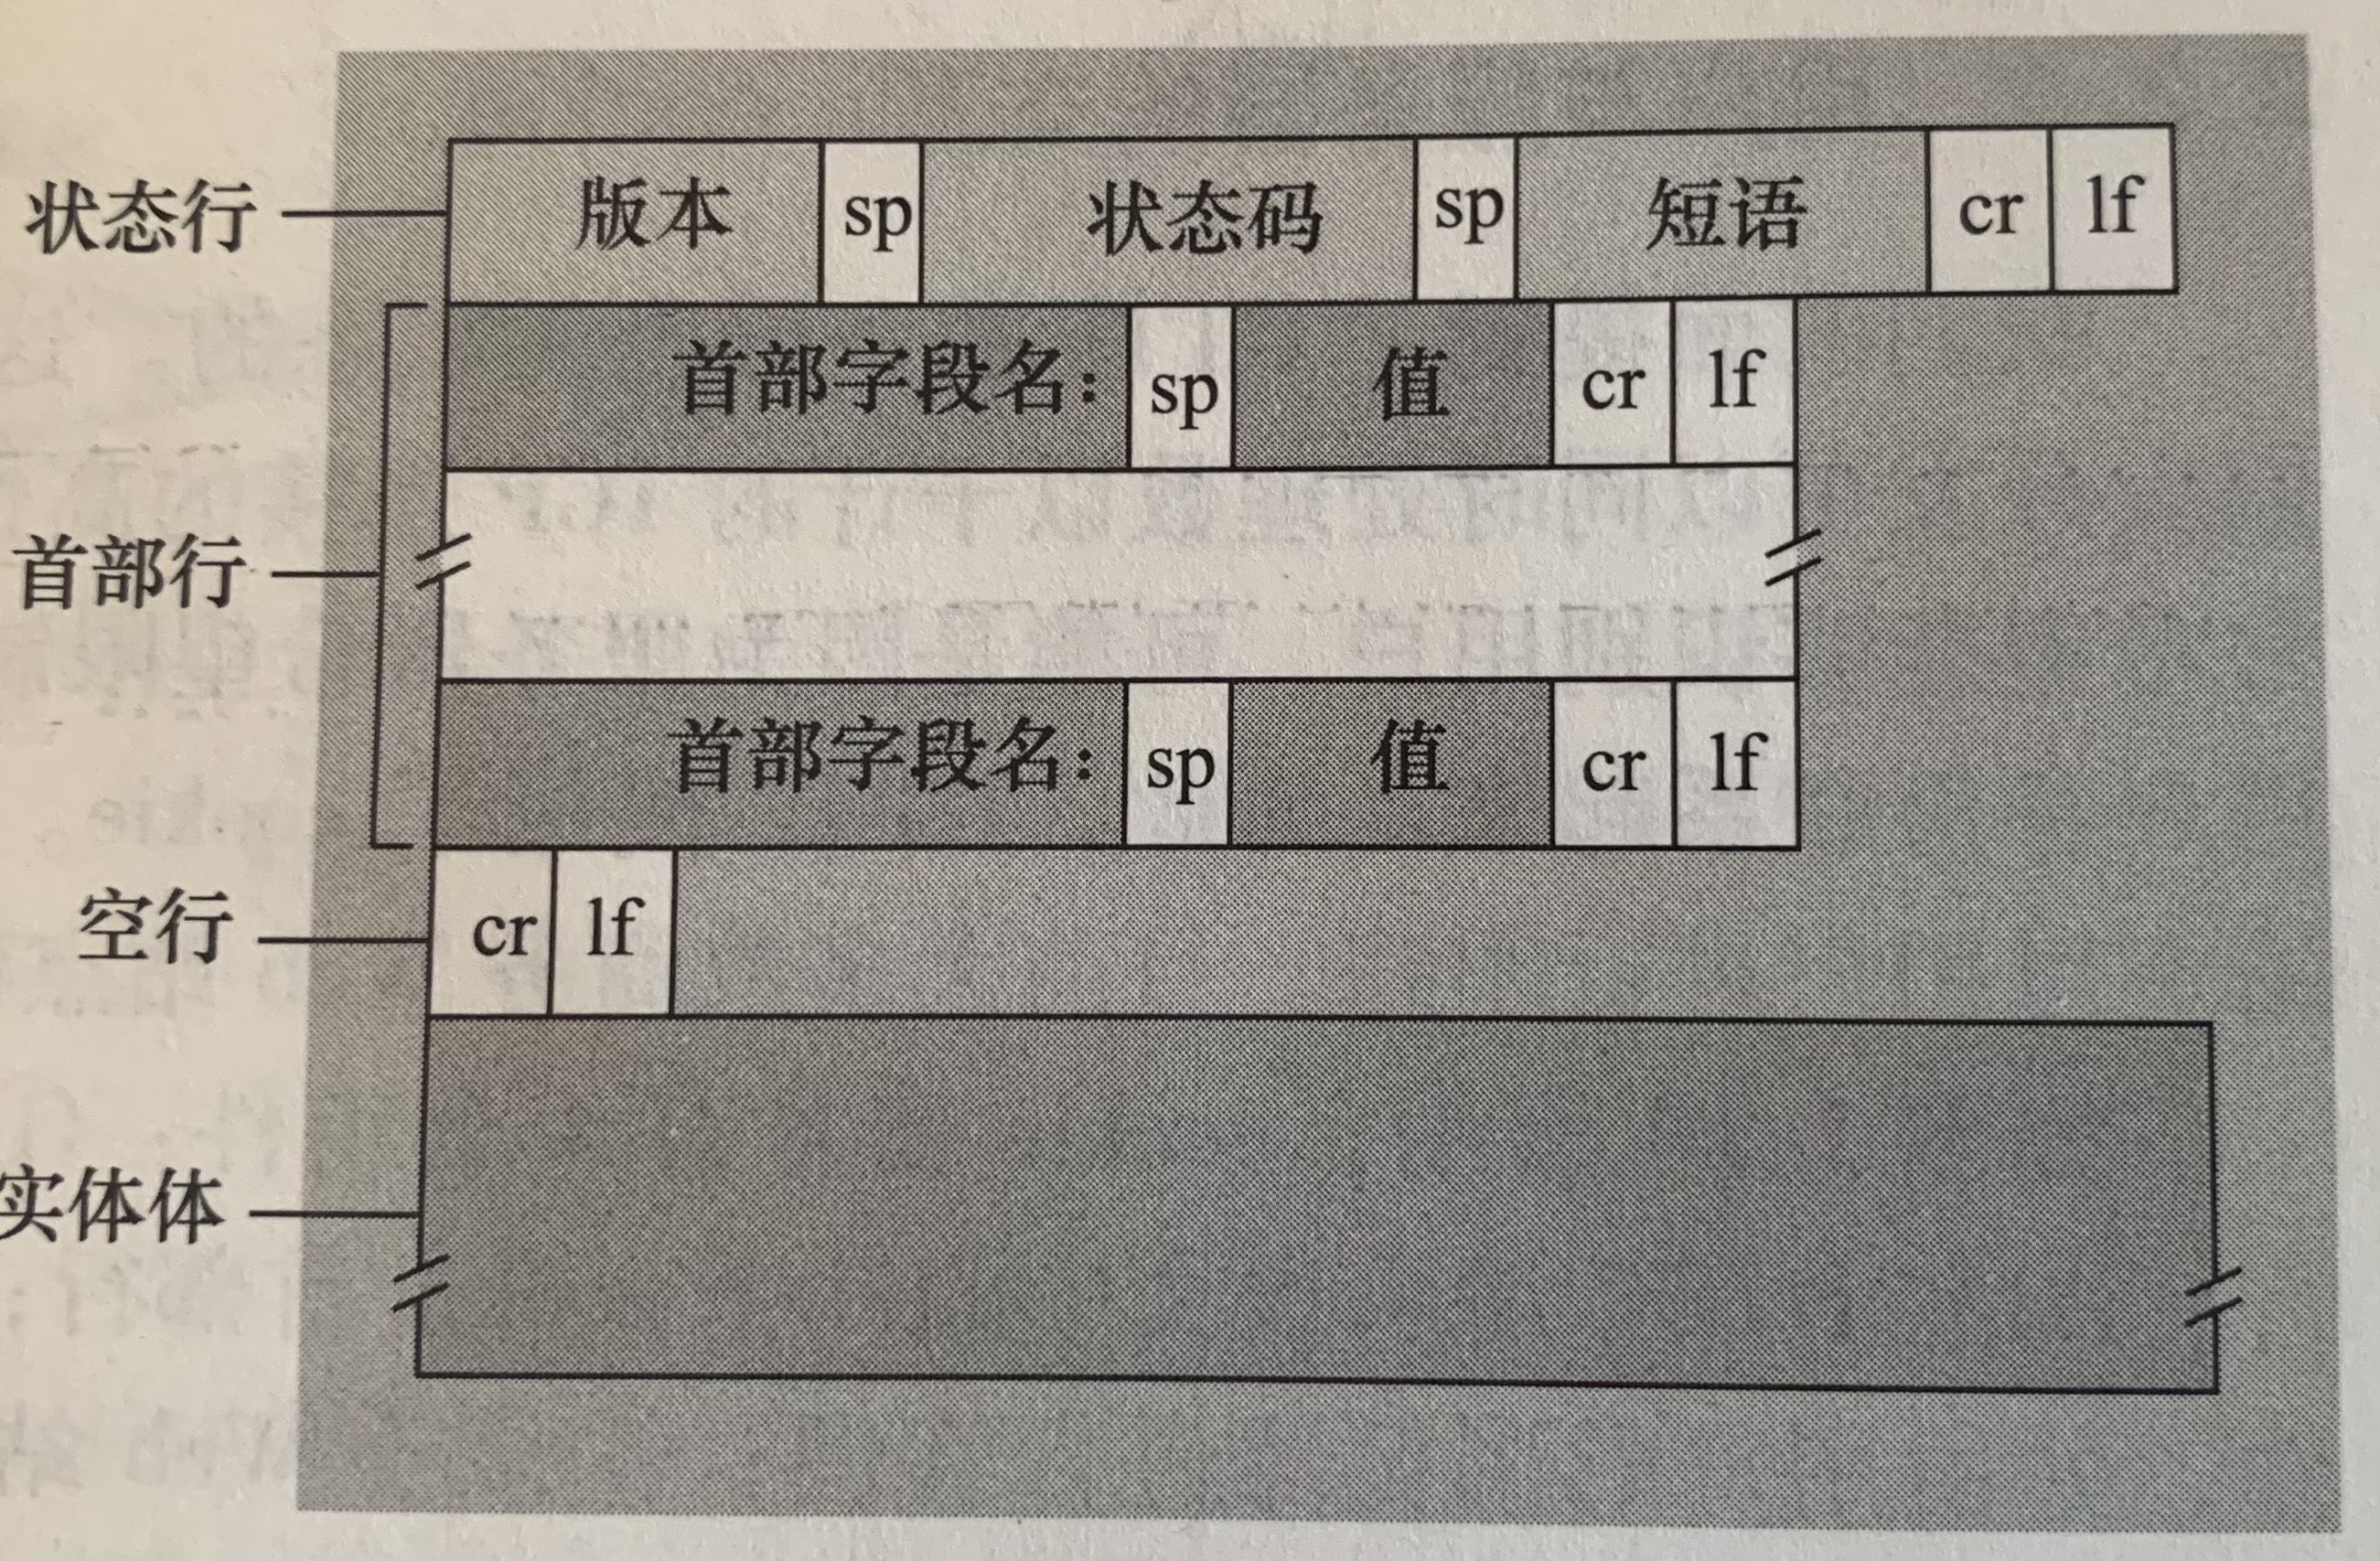 状态行 版本 sp 状态码 sp 短语 cr lf
首部字段名: sp 值 cr lf
首部行
首部字段名: sp 值 cr lf
空行 cr lf
实体体